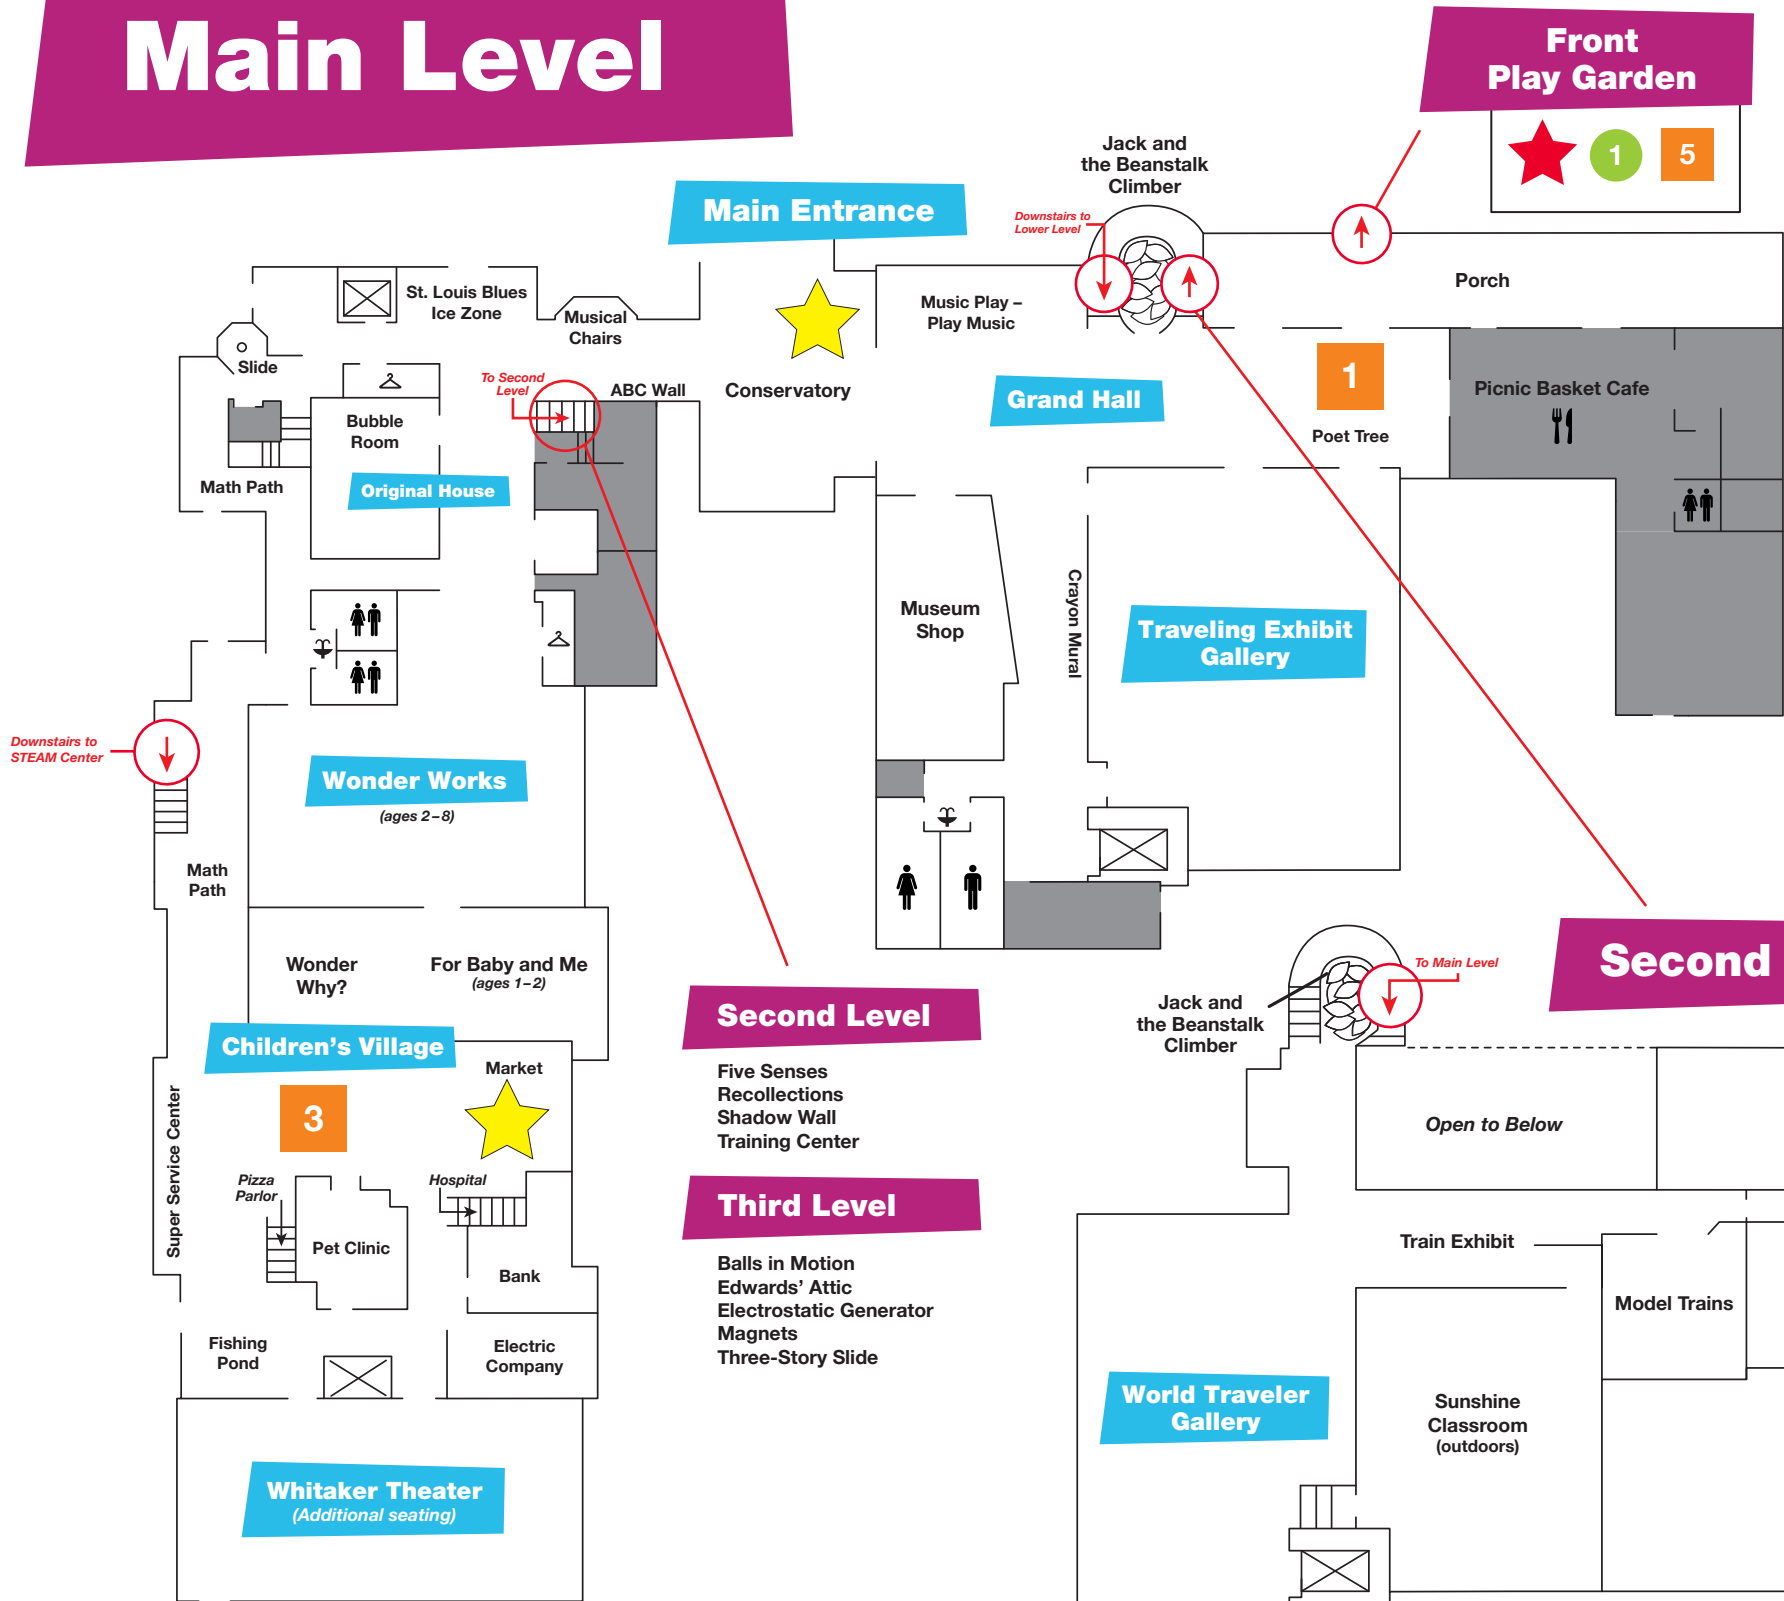 Main Level
Front
Play Garden
1
5
Jack and
the Beanstalk
Climber
Main Entrance
Downstairs to
Lower Level
Porch
St. Louis Blues
Ice Zone
Musical
Chairs
Music Play –
Play Music
Slide
To Second
Level
ABC Wall
Conservatory
Grand Hall
1
Poet Tree
Picnic Basket Cafe
Bubble
Room
Math Path
Original House
Museum
Shop
Crayon Mural
Traveling Exhibit
Gallery
Downstairs to
STEAM Center
Wonder Works
(ages 2–8)
Math
Path
Wonder
Why?
For Baby and Me
(ages 1–2)
Second Level
Five Senses
Recollections
Shadow Wall
Training Center
Children’s Village
Market
3
Super Service Center
Pizza
Parlor
Hospital
Pet Clinic
Bank
Third Level
Balls in Motion
Edwards’ Attic
Electrostatic Generator
Magnets
Three-Story Slide
Fishing
Pond
Electric
Company
Whitaker Theater
(Additional seating)
Second
To Main Level
Jack and
the Beanstalk
Climber
Open to Below
Train Exhibit
Model Trains
World Traveler
Gallery
Sunshine
Classroom
(outdoors)